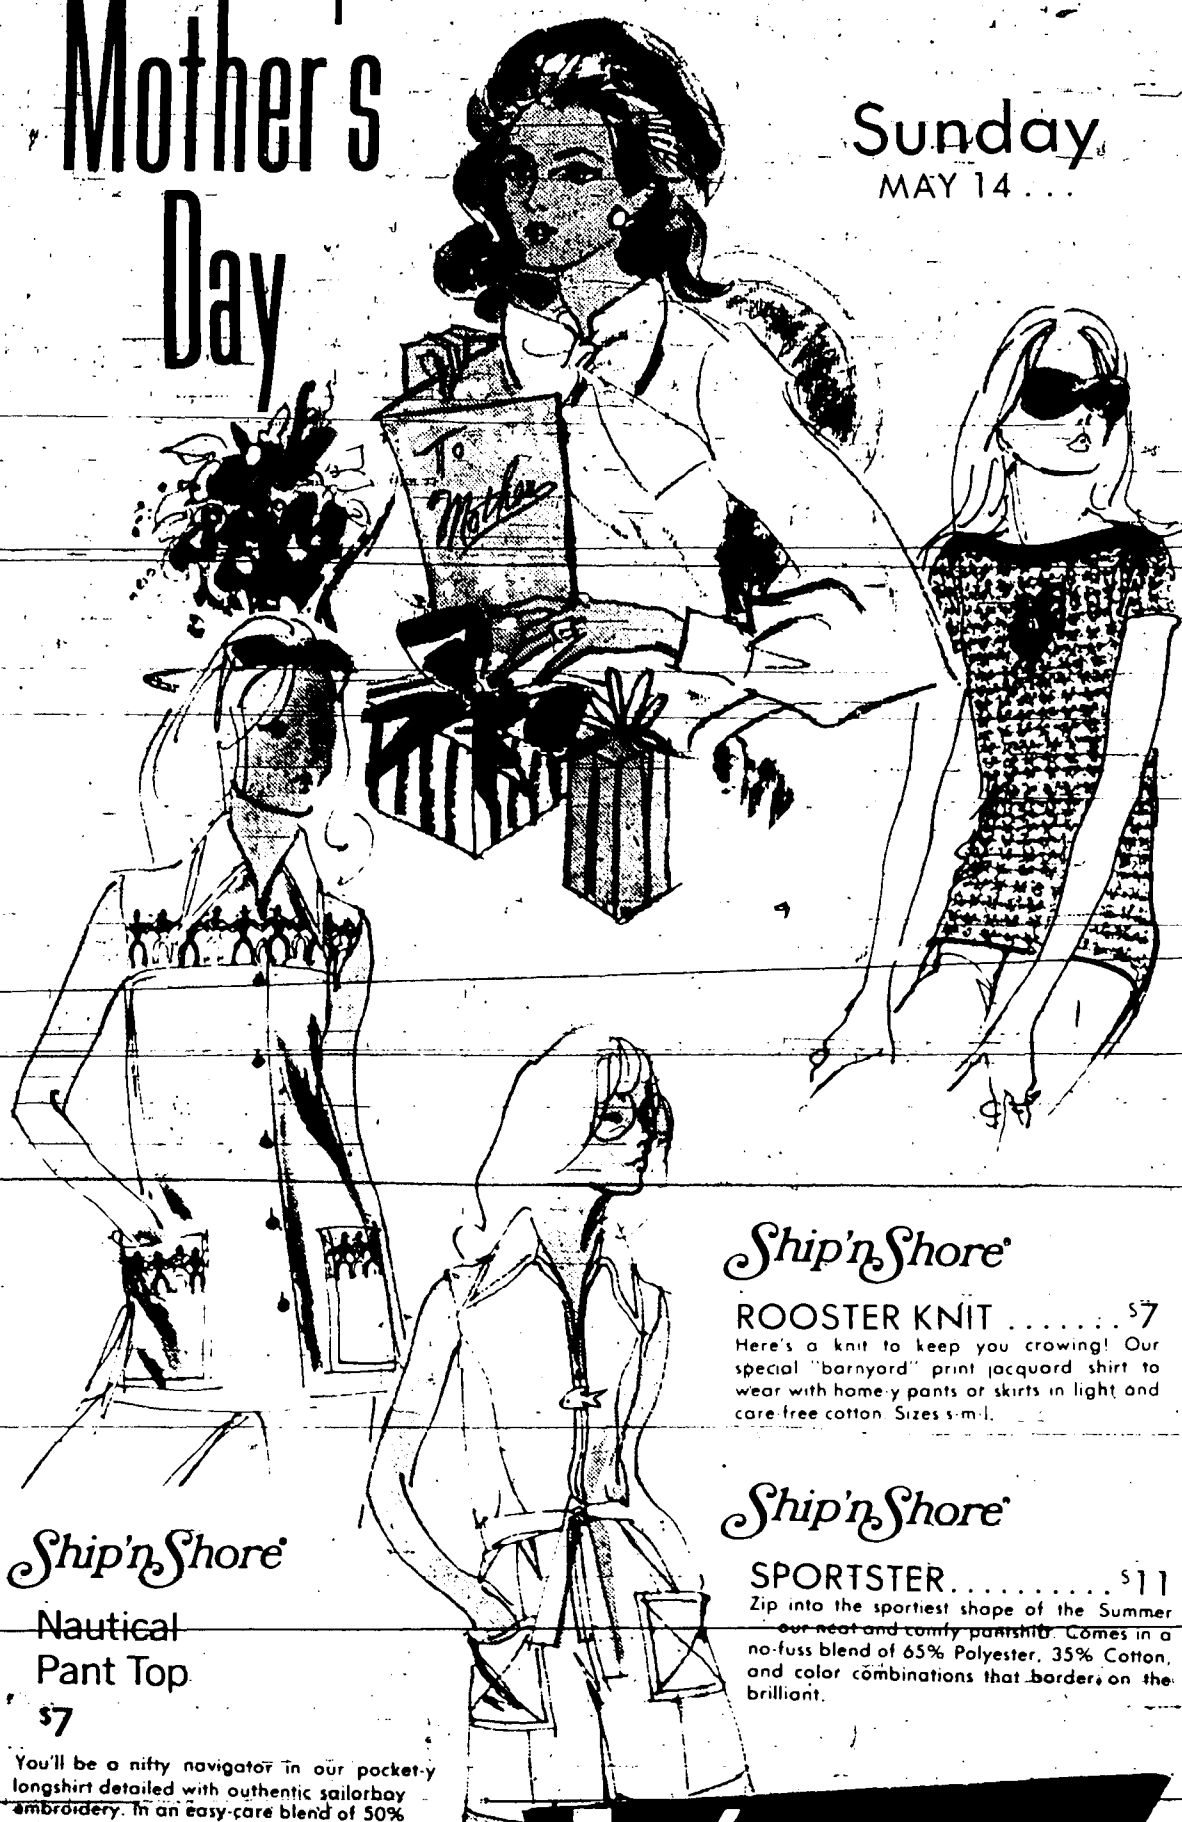 Mother's
Day
Sunday
MAY 14 . . .
To
Mother
Ship'n Shore®
ROOSTER KNIT ....... $7
Here's a knit to keep you crowing! Our
special "barnyard" print jacquard shirt to
wear with home-y pants or skirts in light and
care-free cotton. Sizes s-m-l.
Ship'n Shore®
SPORTSTER.......... $11
Zip into the sportiest shape of the Summer
our neat and comfy pantshirt. Comes in a
no-fuss blend of 65% Polyester, 35% Cotton,
and color combinations that border on the
brilliant.
Ship'n Shore®
Nautical
Pant Top
$7
You'll be a nifty navigator in our pocket-y
longshirt detailed with authentic sailorboy
embroidery. In an easy-care blend of 50%